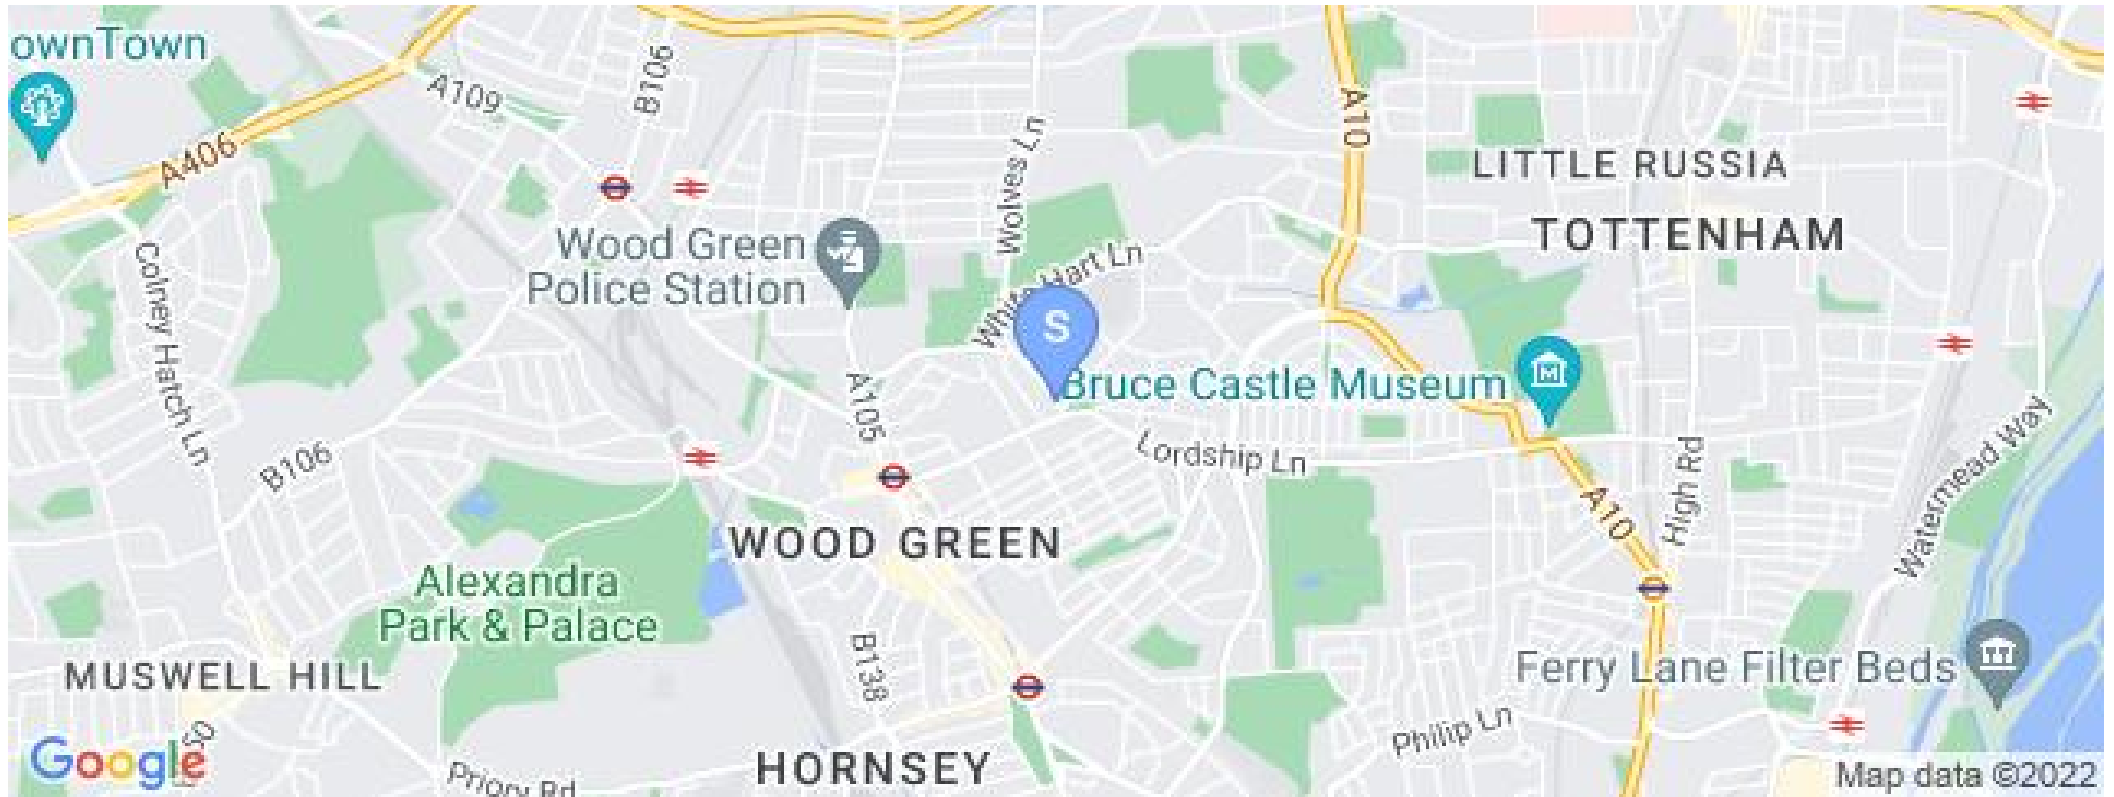 ownTown
A109
B106
A406
A10
Wolves Ln
LITTLE RUSSIA
TOTTENHAM
Wood Green
Police Station
White Hart Ln
Colney Hatch Ln
S
Bruce Castle Museum
A105
Lordship Ln
B106
High Rd
Watermead Way
A10
WOOD GREEN
Alexandra
Park & Palace
B138
MUSWELL HILL
Ferry Lane Filter Beds
Philip Ln
HORNSEY
Priory Rd
Google
Map data ©2022